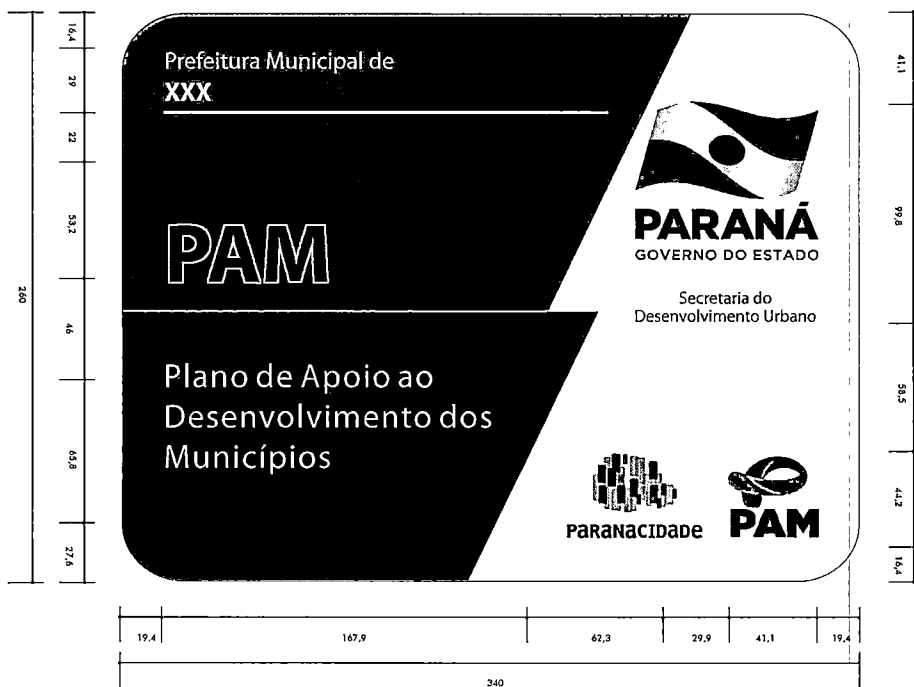 Prefeitura Municipal de
XXX
PAM
Plano de Apoio ao
Desenvolvimento dos
Municípios
PARANÁ
GOVERNO DO ESTADO
Secretaria do
Desenvolvimento Urbano
PARANACIDADE
PAM
16,4
29
22
53,2
46
65,8
27,6
260
41,1
99,8
58,5
44,2
16,4
19,4
167,9
62,3
29,9
41,1
19,4
340